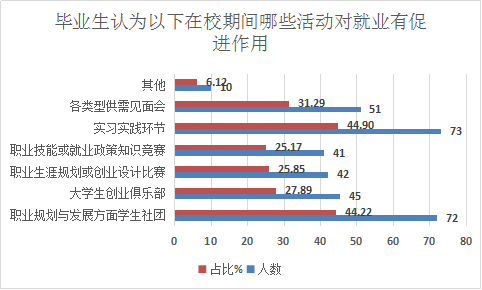 毕业生认为以下在校期间哪些活动对就业有促
进作用
其他
6.12
10
各类型供需见面会
31.29
51
实习实践环节
44.90
73
职业技能或就业政策知识竞赛
25.17
41
职业生涯规划或创业设计比赛
25.85
42
大学生创业俱乐部
27.89
45
职业规划与发展方面学生社团
44.22
72
0 10 20 30 40 50 60 70 80
占比% 人数